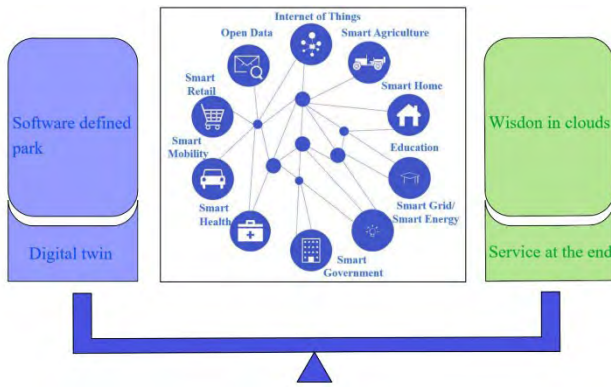 Software defined
park
Digital twin
Internet of Things
Open Data
Smart Agriculture
Smart
Retail
Smart Home
Smart
Mobility
Education
Smart
Health
Smart Grid/
Smart Energy
Smart
Government
Wisdon in clouds
Service at the end